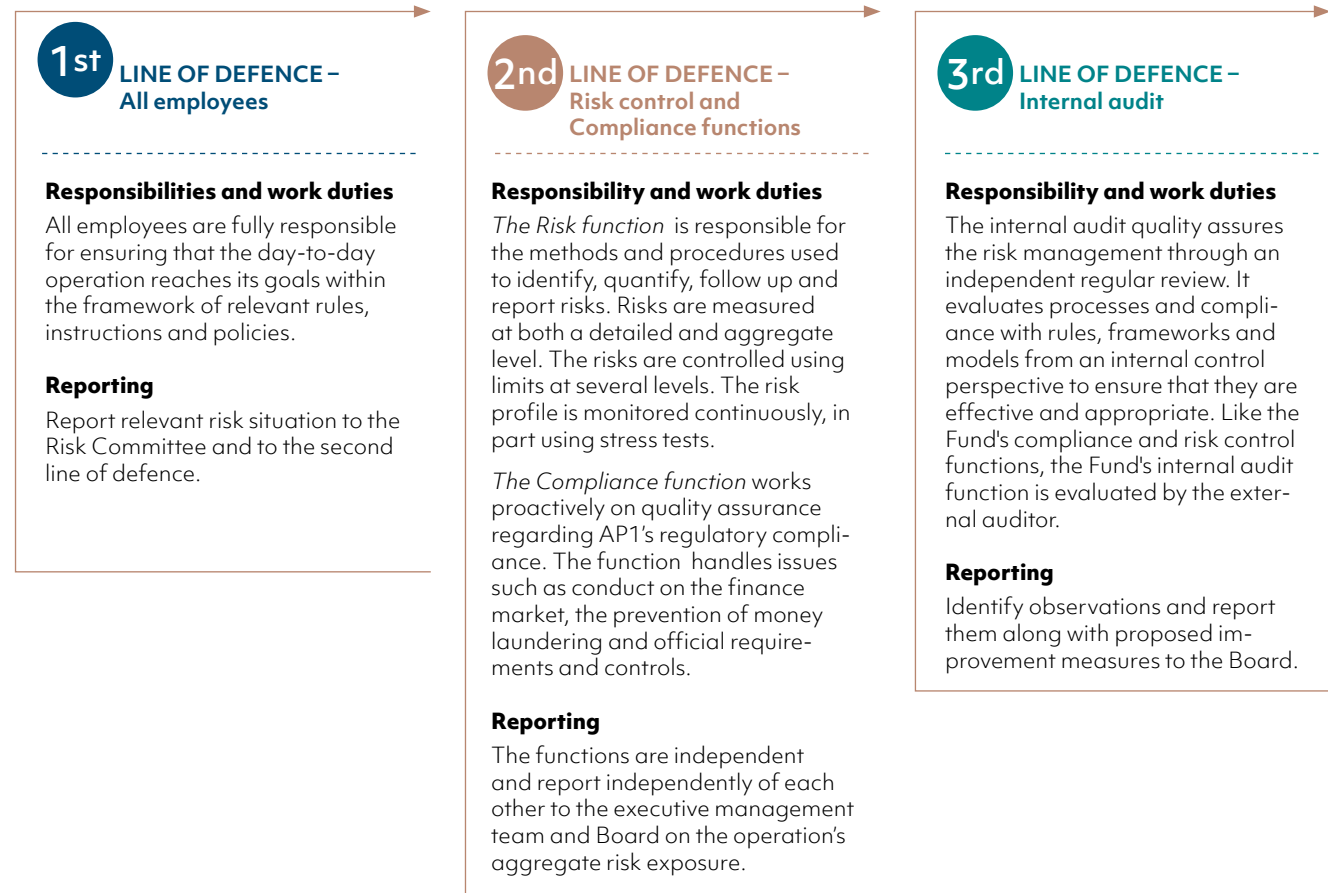 1st
LINE OF DEFENCE –
All employees
Responsibilities and work duties
All employees are fully responsible
for ensuring that the day-to-day
operation reaches its goals within
the framework of relevant rules,
instructions and policies.
Reporting
Report relevant risk situation to the
Risk Committee and to the second
line of defence.
2nd
LINE OF DEFENCE –
Risk control and
Compliance functions
Responsibility and work duties
The Risk function is responsible for
the methods and procedures used
to identify, quantify, follow up and
report risks. Risks are measured
at both a detailed and aggregate
level. The risks are controlled using
limits at several levels. The risk
profile is monitored continuously, in
part using stress tests.
The Compliance function works
proactively on quality assurance
regarding AP1’s regulatory compli-
ance. The function handles issues
such as conduct on the finance
market, the prevention of money
laundering and official require-
ments and controls.
Reporting
The functions are independent
and report independently of each
other to the executive management
team and Board on the operation’s
aggregate risk exposure.
3rd
LINE OF DEFENCE –
Internal audit
Responsibility and work duties
The internal audit quality assures
the risk management through an
independent regular review. It
evaluates processes and compli-
ance with rules, frameworks and
models from an internal control
perspective to ensure that they are
effective and appropriate. Like the
Fund's compliance and risk control
functions, the Fund's internal audit
function is evaluated by the exter-
nal auditor.
Reporting
Identify observations and report
them along with proposed im-
provement measures to the Board.